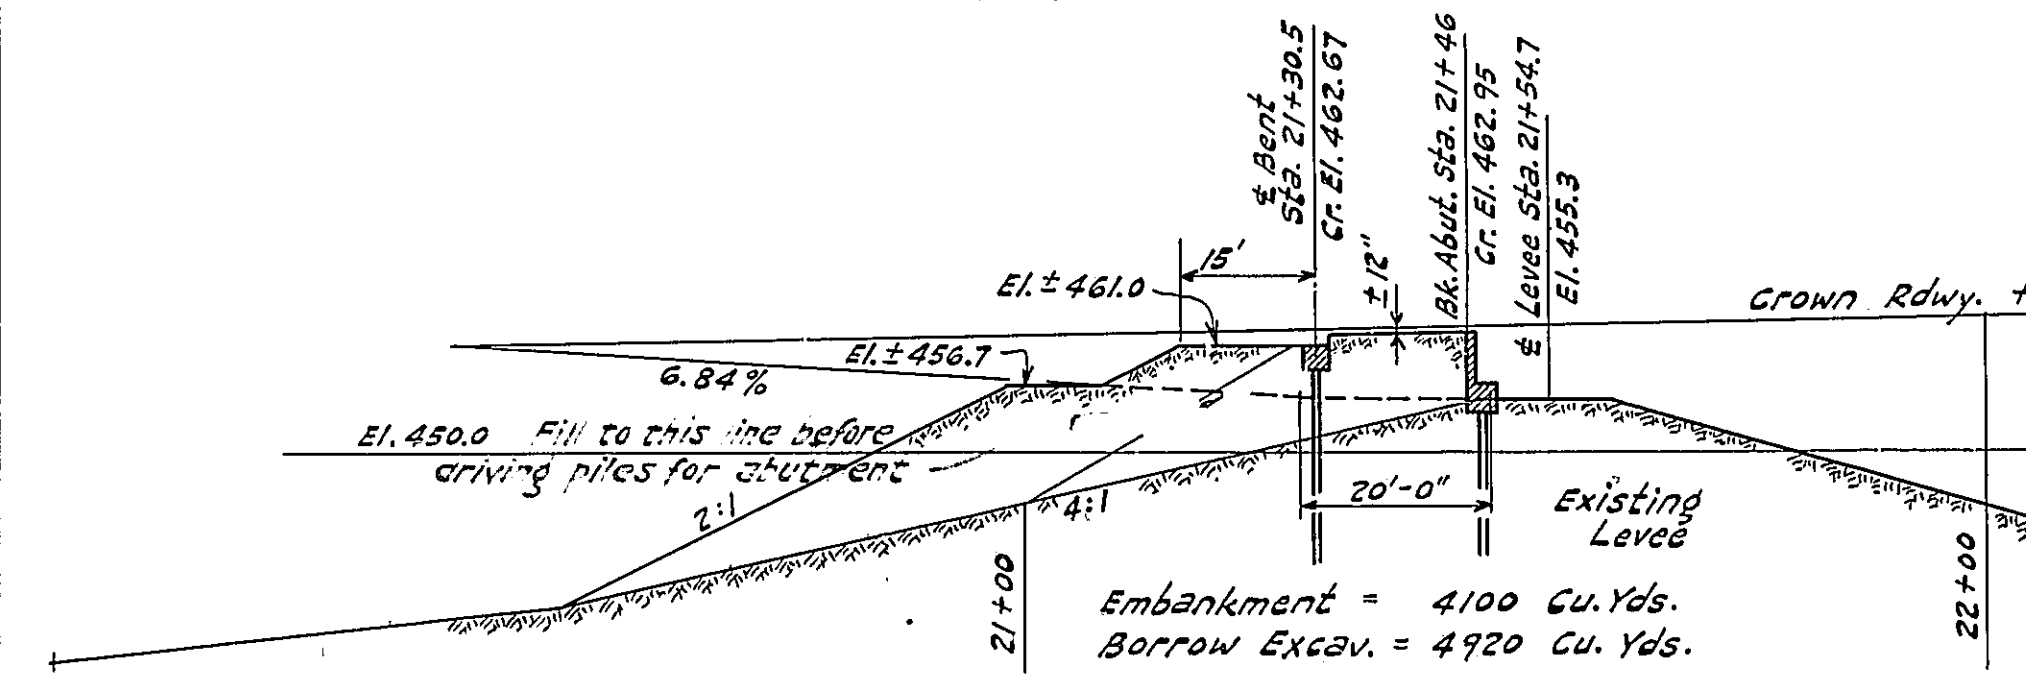 ℄ Bent
Sta. 21+30.5
Gr. El. 462.67
Bk. Abut. Sta. 21+46
Gr. El. 462.95
℄ Levee Sta. 21+54.7
El. 455.3
15'
± 12"
El. ± 461.0
Crown Rdwy.
El. ± 456.7
6.84%
El. 450.0 Fill to this line before
driving piles for abutment
2:1
4:1
20'-0"
Existing
Levee
21+00
22+00
Embankment = 4100 Cu. Yds.
Borrow Excav. = 4920 Cu. Yds.